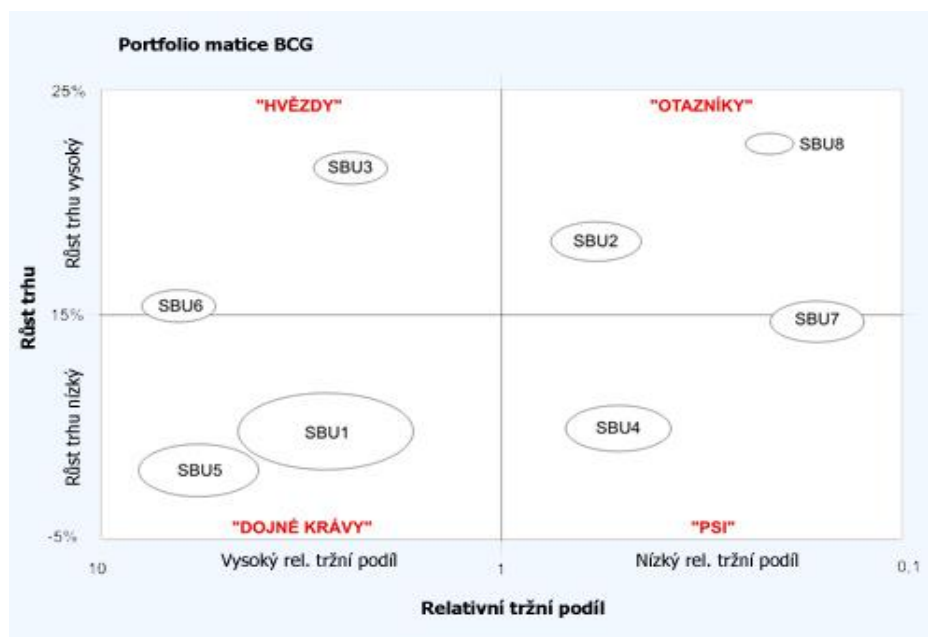 Portfolio matice BCG
25%
"HVĚZDY"
"OTAZNÍKY"
Růst trhu vysoký
SBU3
SBU8
SBU2
Růst trhu
SBU6
15%
SBU7
Růst trhu nízký
SBU1
SBU4
SBU5
-5%
"DOJNÉ KRÁVY"
"PSI"
10
Vysoký rel. tržní podíl
1
Nízký rel. tržní podíl
0,1
Relativní tržní podíl